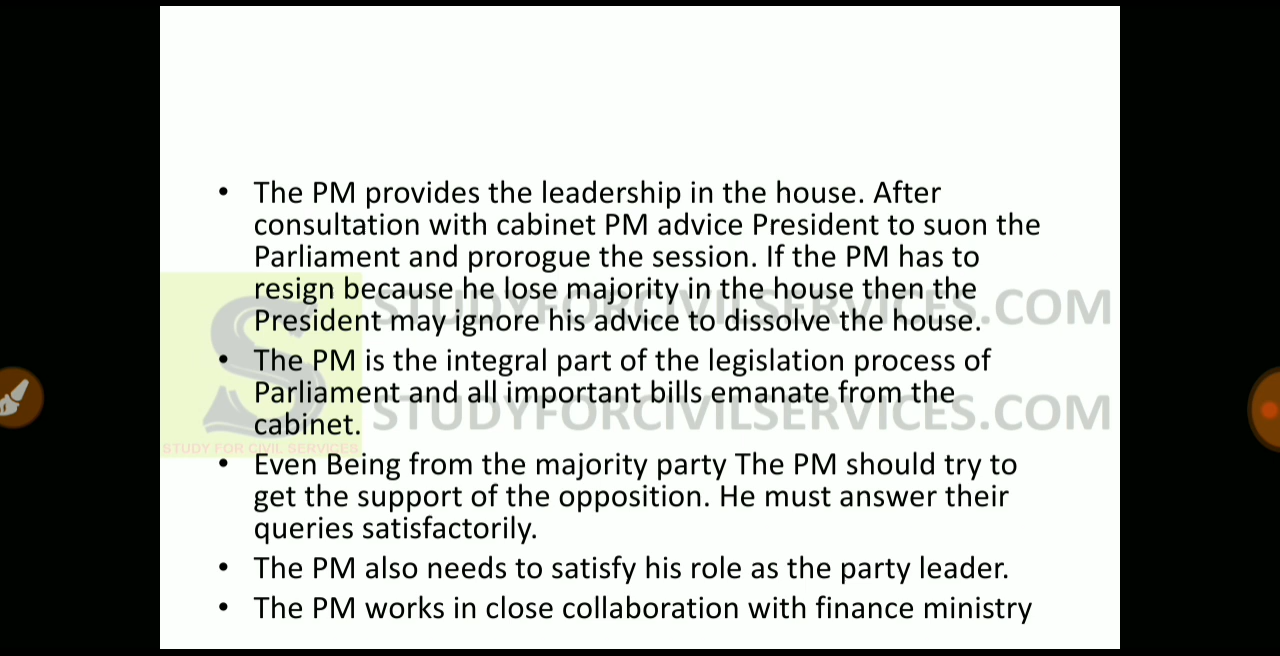 • The PM provides the leadership in the house. After
consultation with cabinet PM advice President to suon the
Parliament and prorogue the session. If the PM has to
resign because he lose majority in the house then the
President may ignore his advice to dissolve the house.
• The PM is the integral part of the legislation process of
Parliament and all important bills emanate from the
cabinet.
• Even Being from the majority party The PM should try to
get the support of the opposition. He must answer their
queries satisfactorily.
• The PM also needs to satisfy his role as the party leader.
• The PM works in close collaboration with finance ministry
STUDYFORCIVILSERVICES.COM
STUDYFORCIVILSERVICES.COM
S
STUDY FOR CIVIL SERVICES